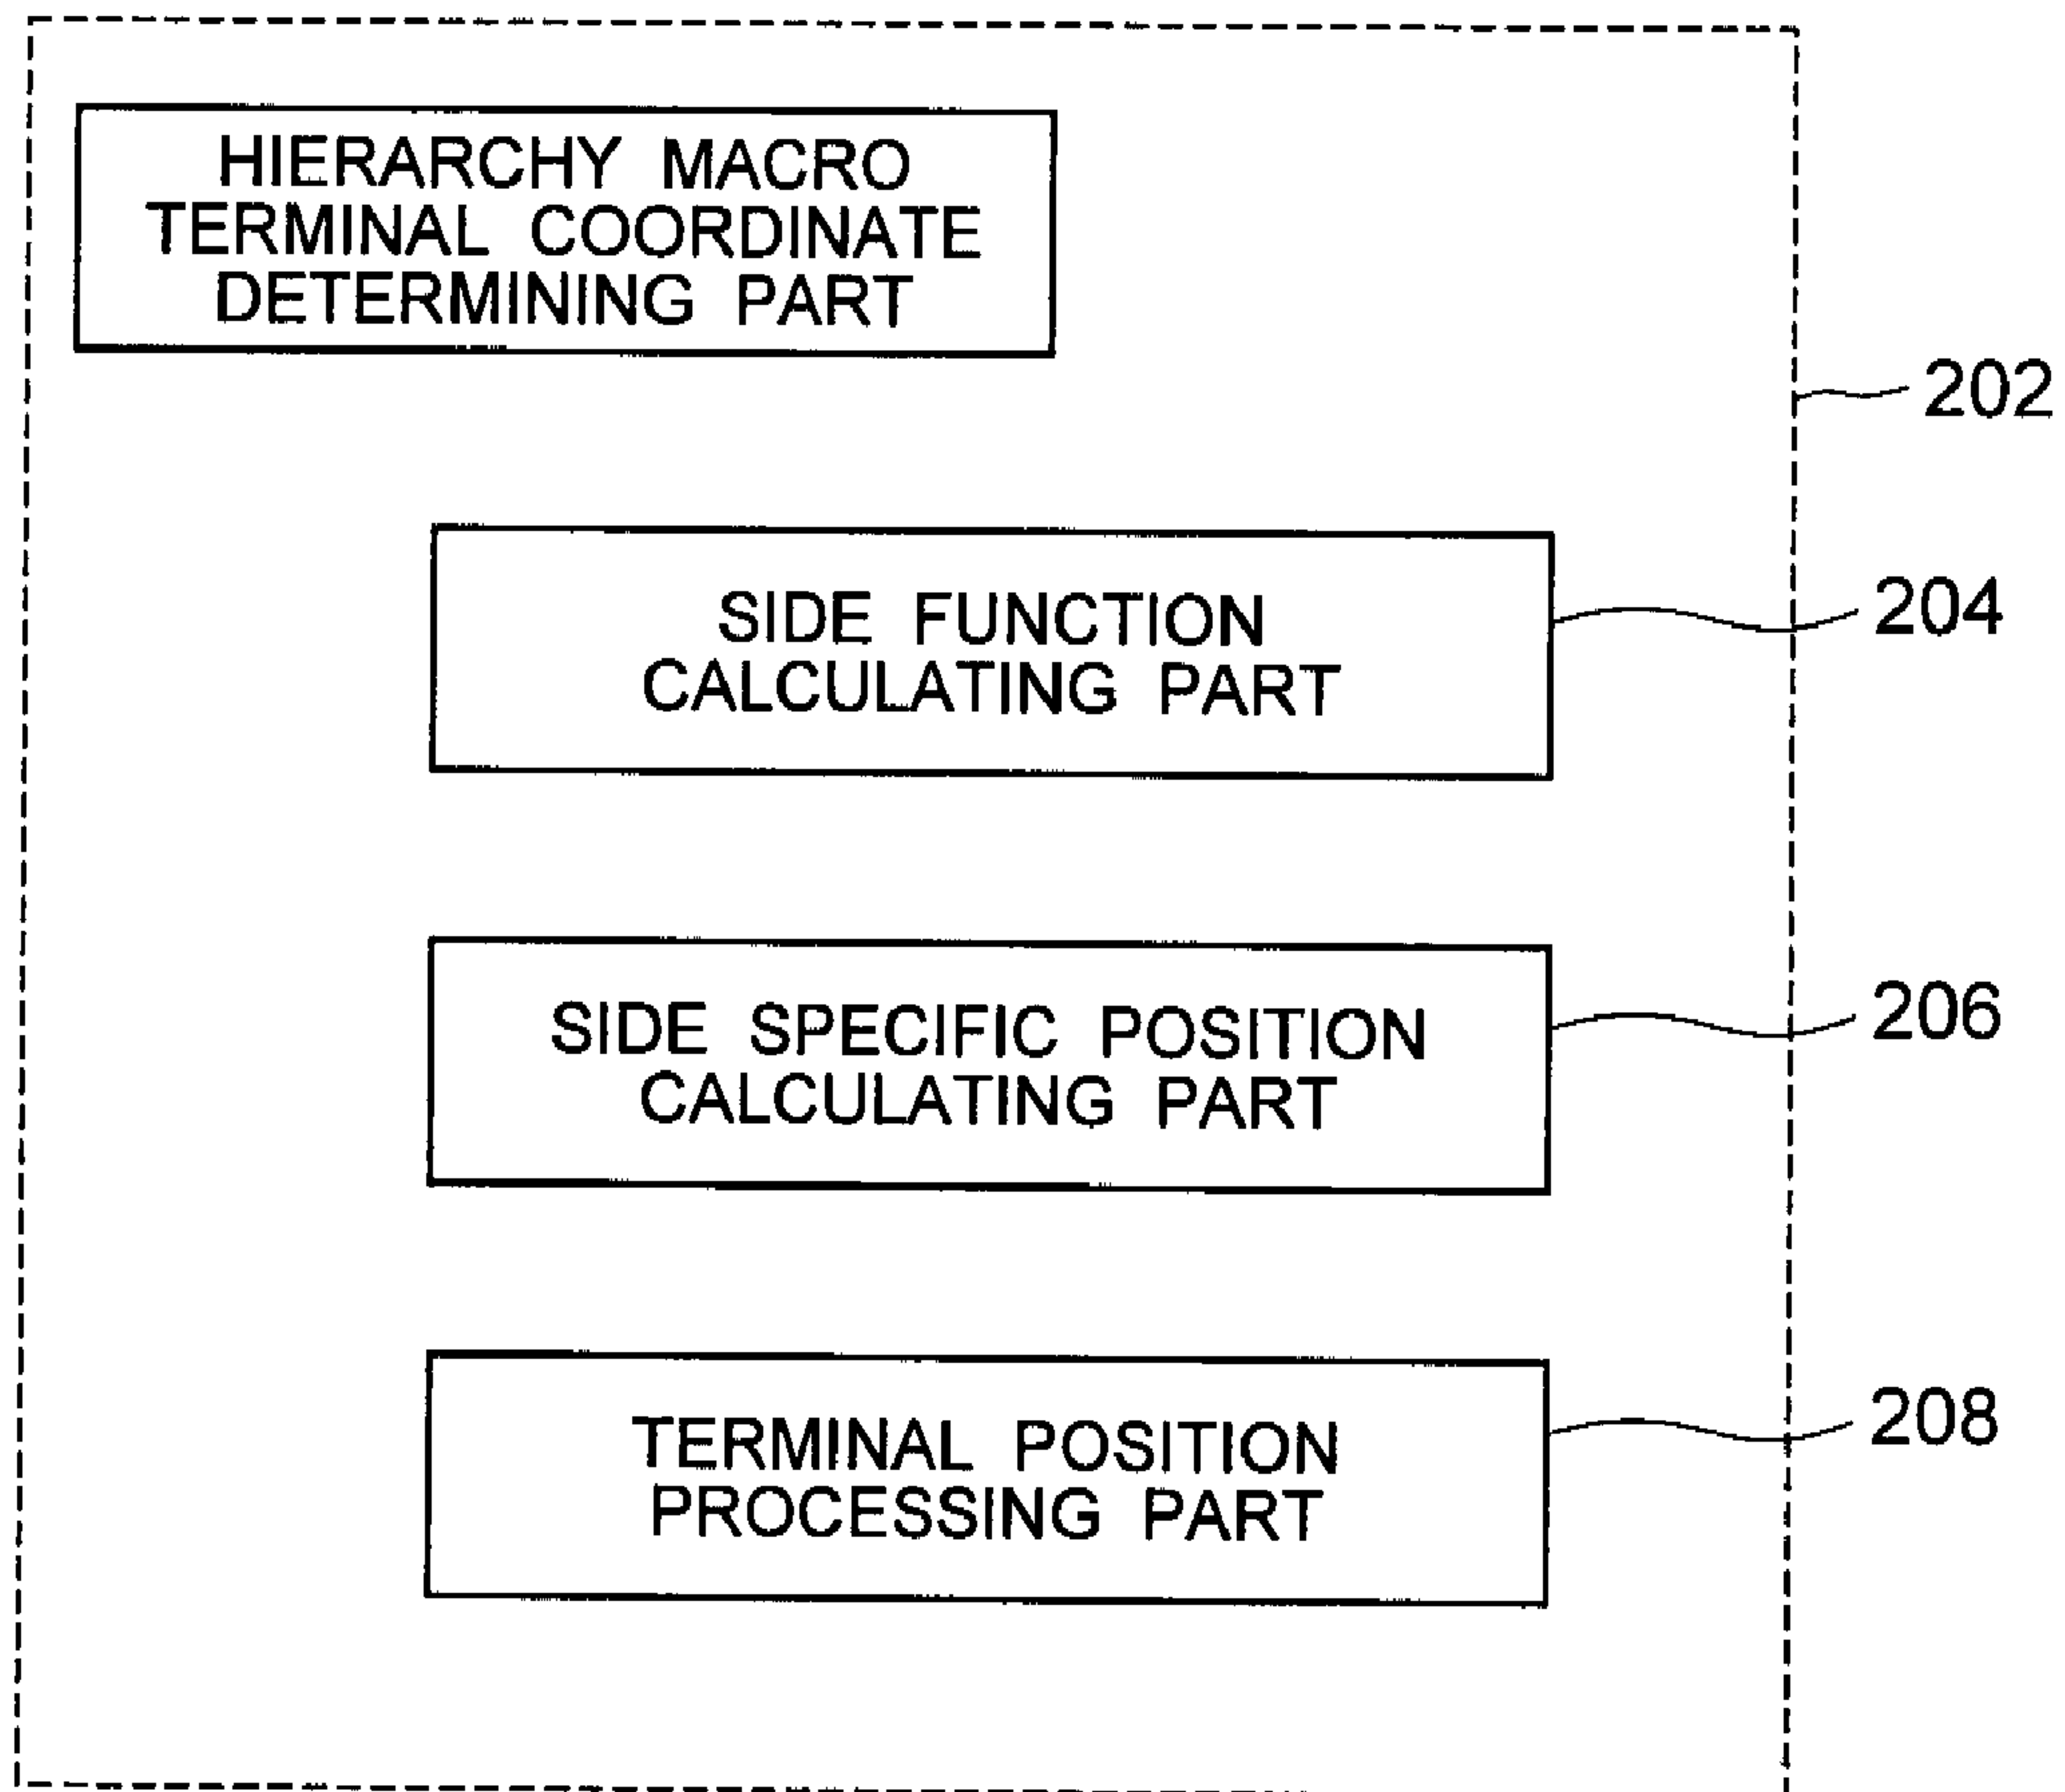 HIERARCHY MACRO
TERMINAL COORDINATE
DETERMINING PART
202
SIDE FUNCTION
CALCULATING PART
204
SIDE SPECIFIC POSITION
CALCULATING PART
206
TERMINAL POSITION
PROCESSING PART
208